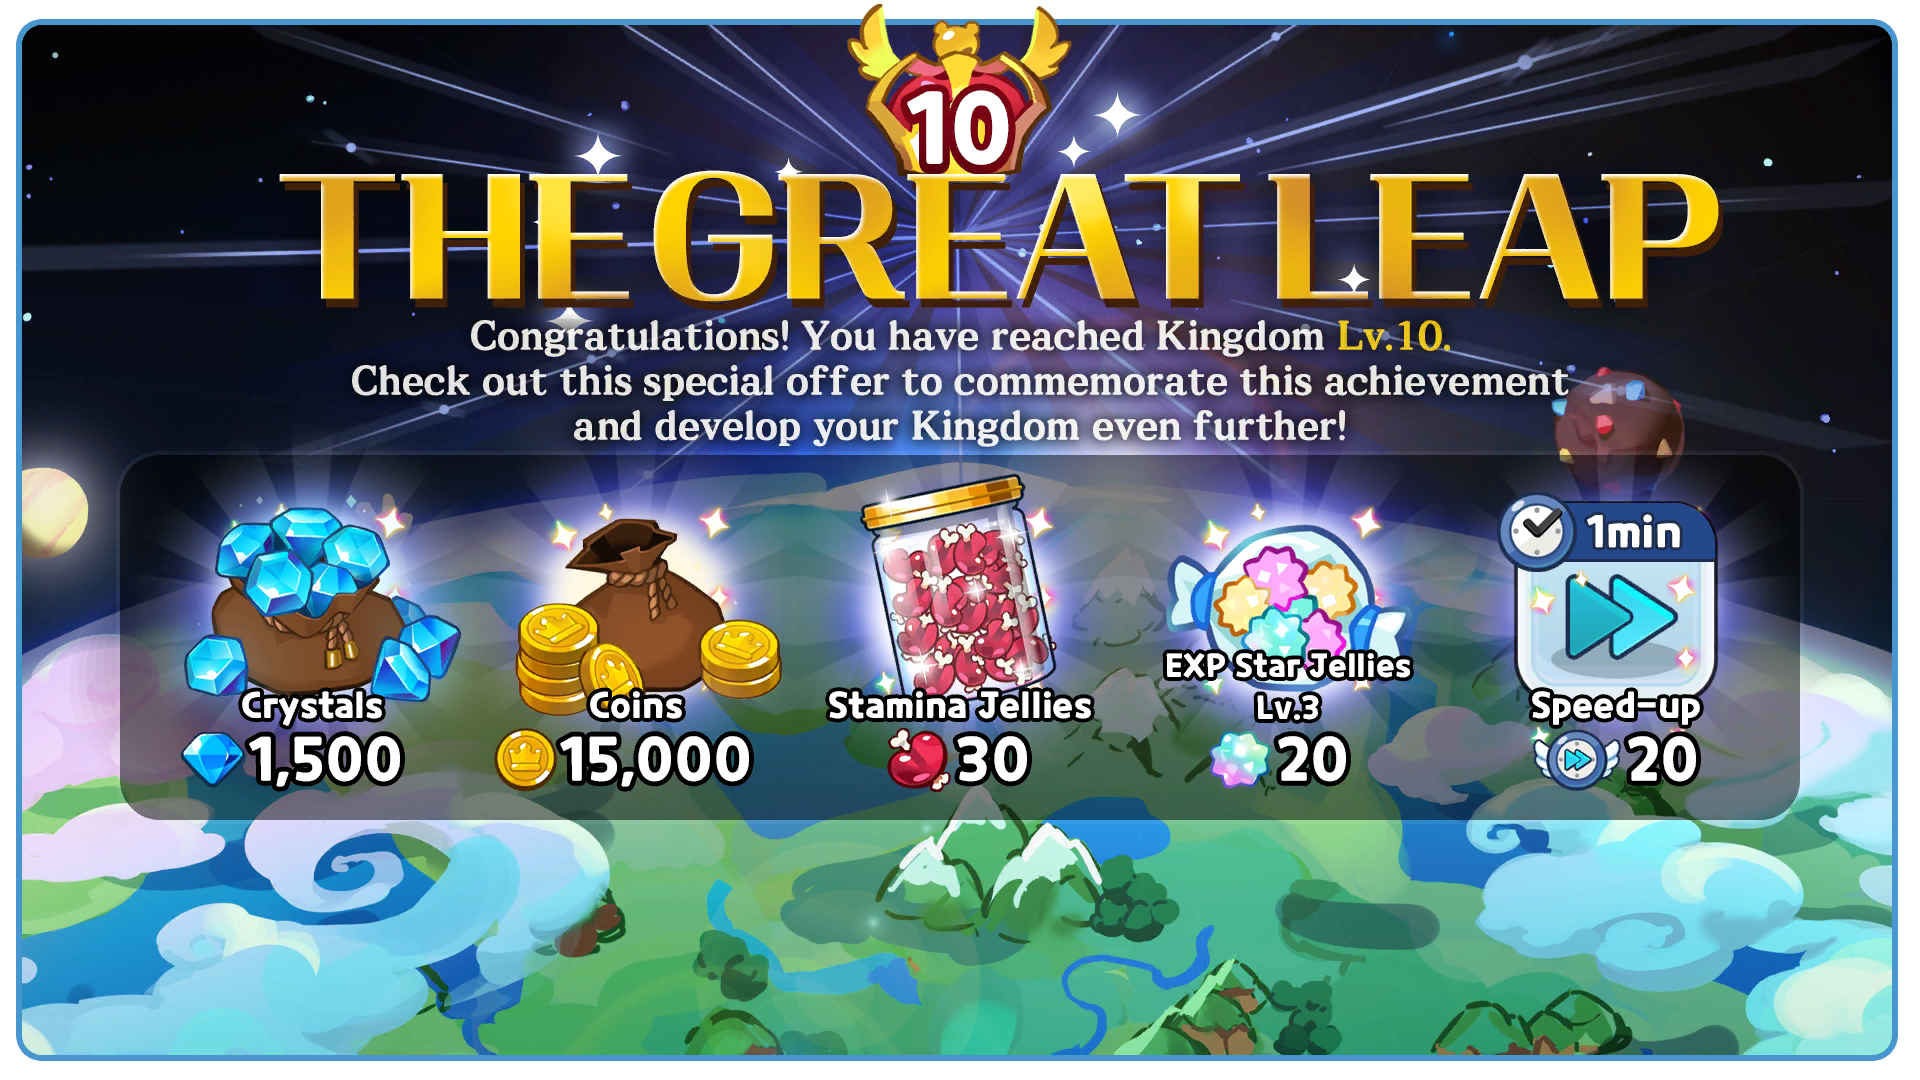 10
THE GREAT LEAP
Congratulations! You have reached Kingdom Lv.10.
Check out this special offer to commemorate this achievement
and develop your Kingdom even further!
1min
Crystals
1,500
Coins
15,000
Stamina Jellies
30
EXP Star Jellies
Lv.3
20
Speed-up
20